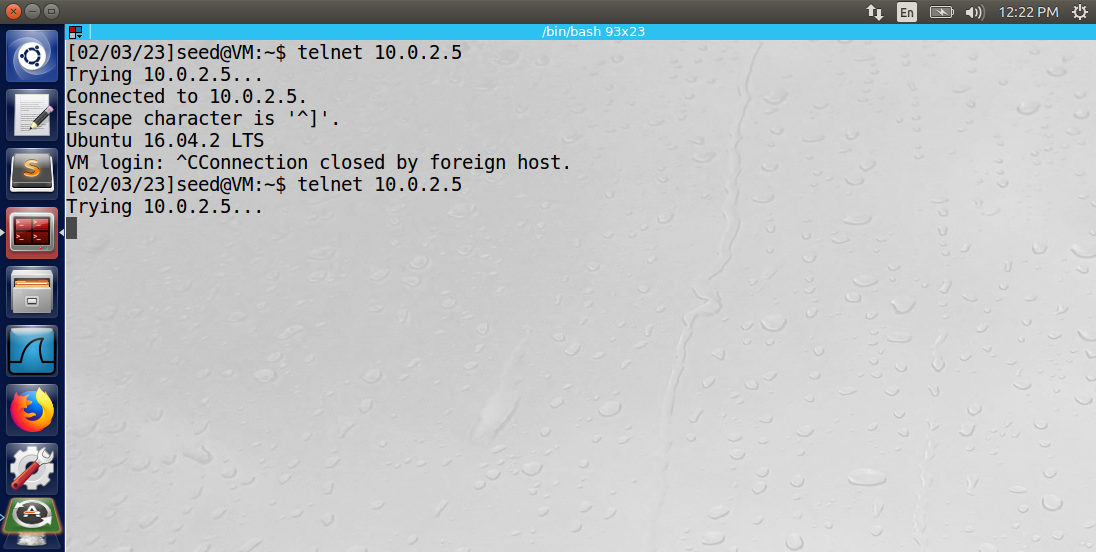 En
12:22 PM
/bin/bash 93x23
[02/03/23]seed@VM:~$ telnet 10.0.2.5
Trying 10.0.2.5...
Connected to 10.0.2.5.
Escape character is '^]'.
Ubuntu 16.04.2 LTS
VM login: ^CConnection closed by foreign host.
[02/03/23]seed@VM:~$ telnet 10.0.2.5
Trying 10.0.2.5...